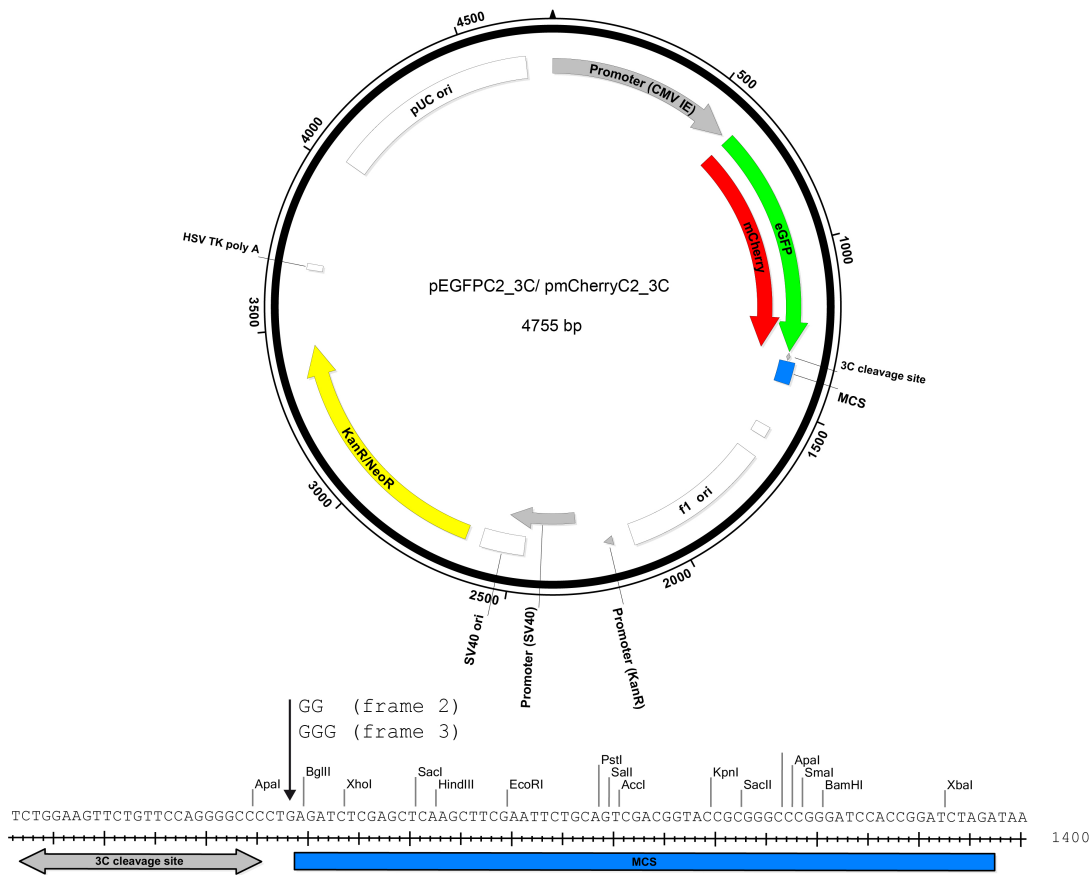 4500
500
Promoter (CMV IE)
pUC ori
4000
eGFP
mCherry
1000
HSV TK poly A
pEGFPC2_3C/ pmCherryC2_3C
4755 bp
3500
3C cleavage site
MCS
1500
KanR/NeoR
3000
f1 ori
2000
2500
SV40 ori
Promoter (SV40)
Promoter (KanR)
GG (frame 2)
GGG (frame 3)
ApaI BglII XhoI SacI HindIII EcoRI PstI SalI AccI KpnI SacII ApaI SmaI BamHI XbaI
TCTGGAAGTTCTGTTCCAGGGGCCCCTGAGATCTCGAGCTCAAGCTTCGAATTCTGCAGTCGACGGTACCGCGGGCCCGGGATCCACCGGATCTAGATAA
1400
3C cleavage site MCS